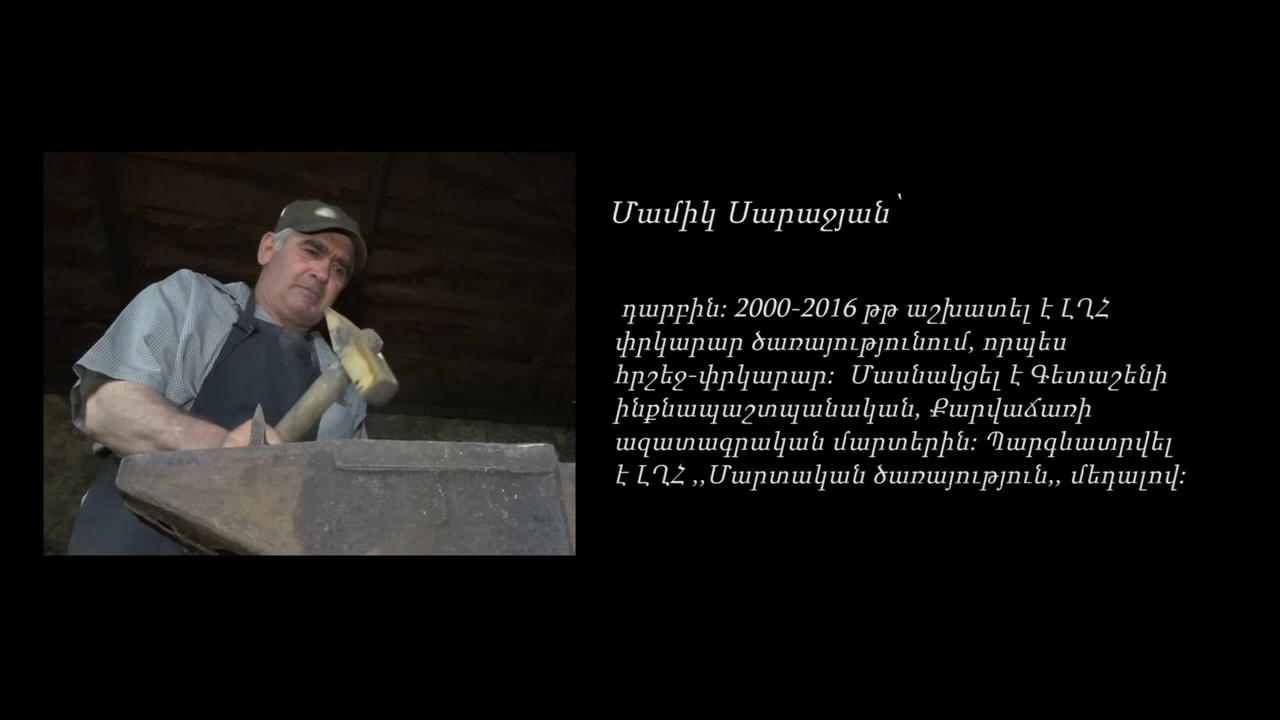 Մամիկ Սարաջյան՝
դարբին։ 2000-2016 թթ աշխատել է ԼՂՀ
փրկարար ծառայությունում, որպես
հրշեջ-փրկարար։ Մասնակցել է Գետաշենի
ինքնապաշտպանական, Քարվաճառի
ազատագրական մարտերին։ Պարգևատրվել
է ԼՂՀ ,,Մարտական ծառայություն,, մեդալով։